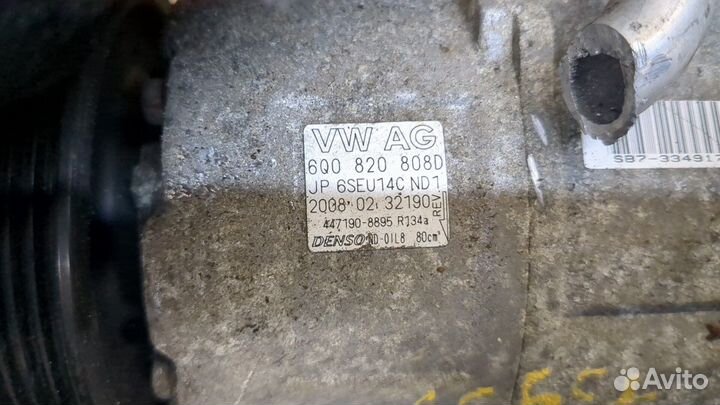 VW AG
6Q0 820 808D
JP 6SEU14C ND1
2008 02 32190
REV
447190-8895 R134a
DENSO ND-OIL8 80cm³
SB7-334917
Avito